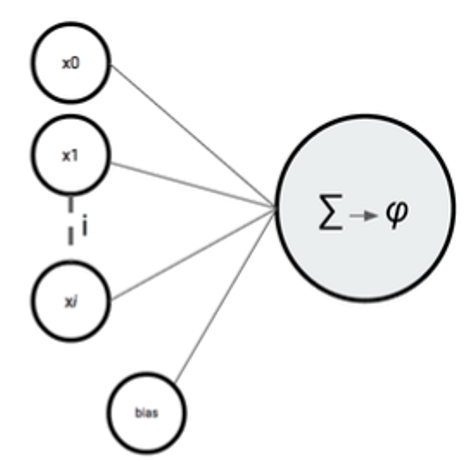 x0
x1
i
xi
∑ → φ
bias